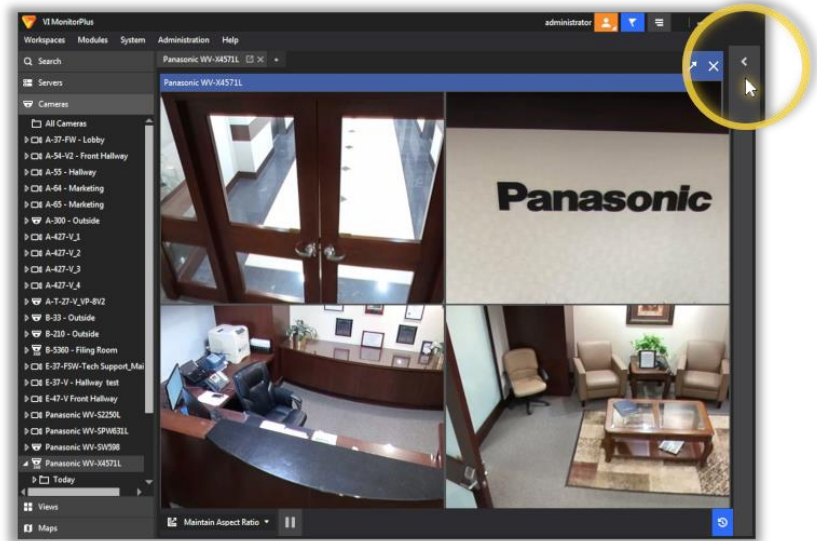 VI MonitorPlus
administrator
Workspaces Modules System Administration Help
Search
Panasonic WV-X4571L
Servers
Panasonic WV-X4571L
Cameras
All Cameras
A-37-FW - Lobby
A-54-V2 - Front Hallway
A-55 - Hallway
A-64 - Marketing
A-65 - Marketing
A-300 - Outside
A-427-V_1
A-427-V_2
A-427-V_3
A-427-V_4
A-T-27-V_VP-8V2
B-33 - Outside
B-210 - Outside
B-5360 - Filing Room
E-37-FSW-Tech Support_Mai
E-37-V - Hallway test
E-47-V Front Hallway
Panasonic WV-S2250L
Panasonic WV-SPW631L
Panasonic WV-SW598
Panasonic WV-X4571L
Today
Views
Maps
Panasonic
Maintain Aspect Ratio